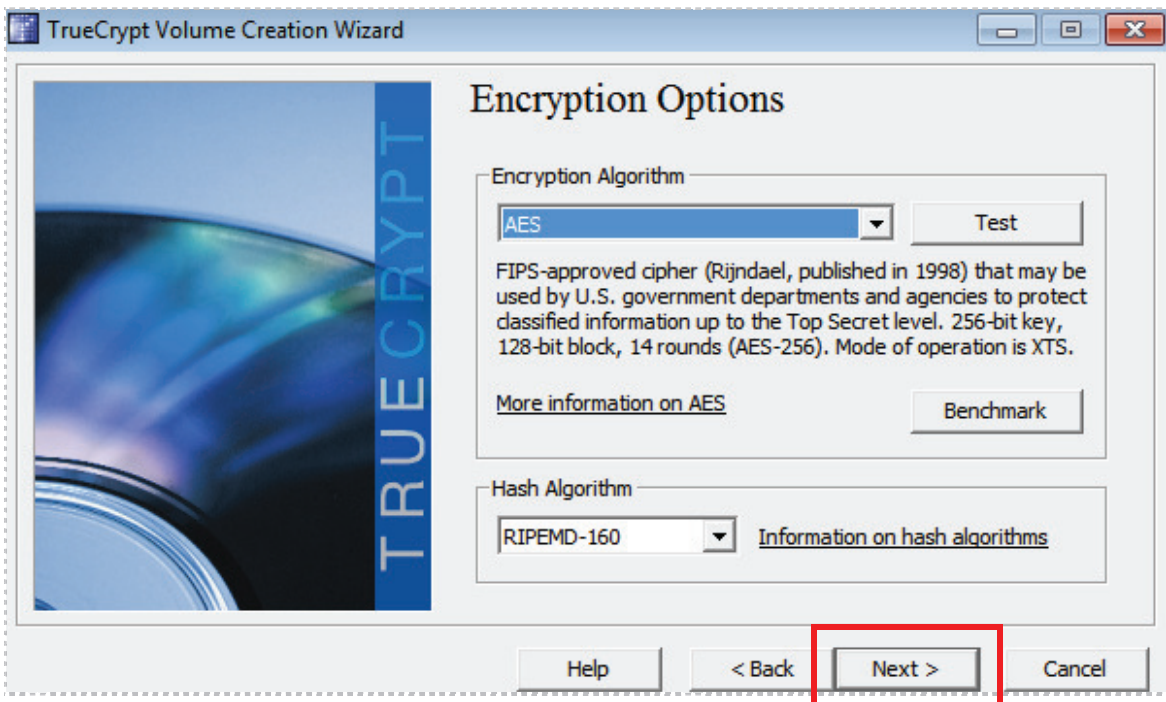 TrueCrypt Volume Creation Wizard
TRUECRYPT
Encryption Options
Encryption Algorithm
AES
Test
FIPS-approved cipher (Rijndael, published in 1998) that may be
used by U.S. government departments and agencies to protect
classified information up to the Top Secret level. 256-bit key,
128-bit block, 14 rounds (AES-256). Mode of operation is XTS.
More information on AES
Benchmark
Hash Algorithm
RIPEMD-160
Information on hash algorithms
Help
< Back
Next >
Cancel